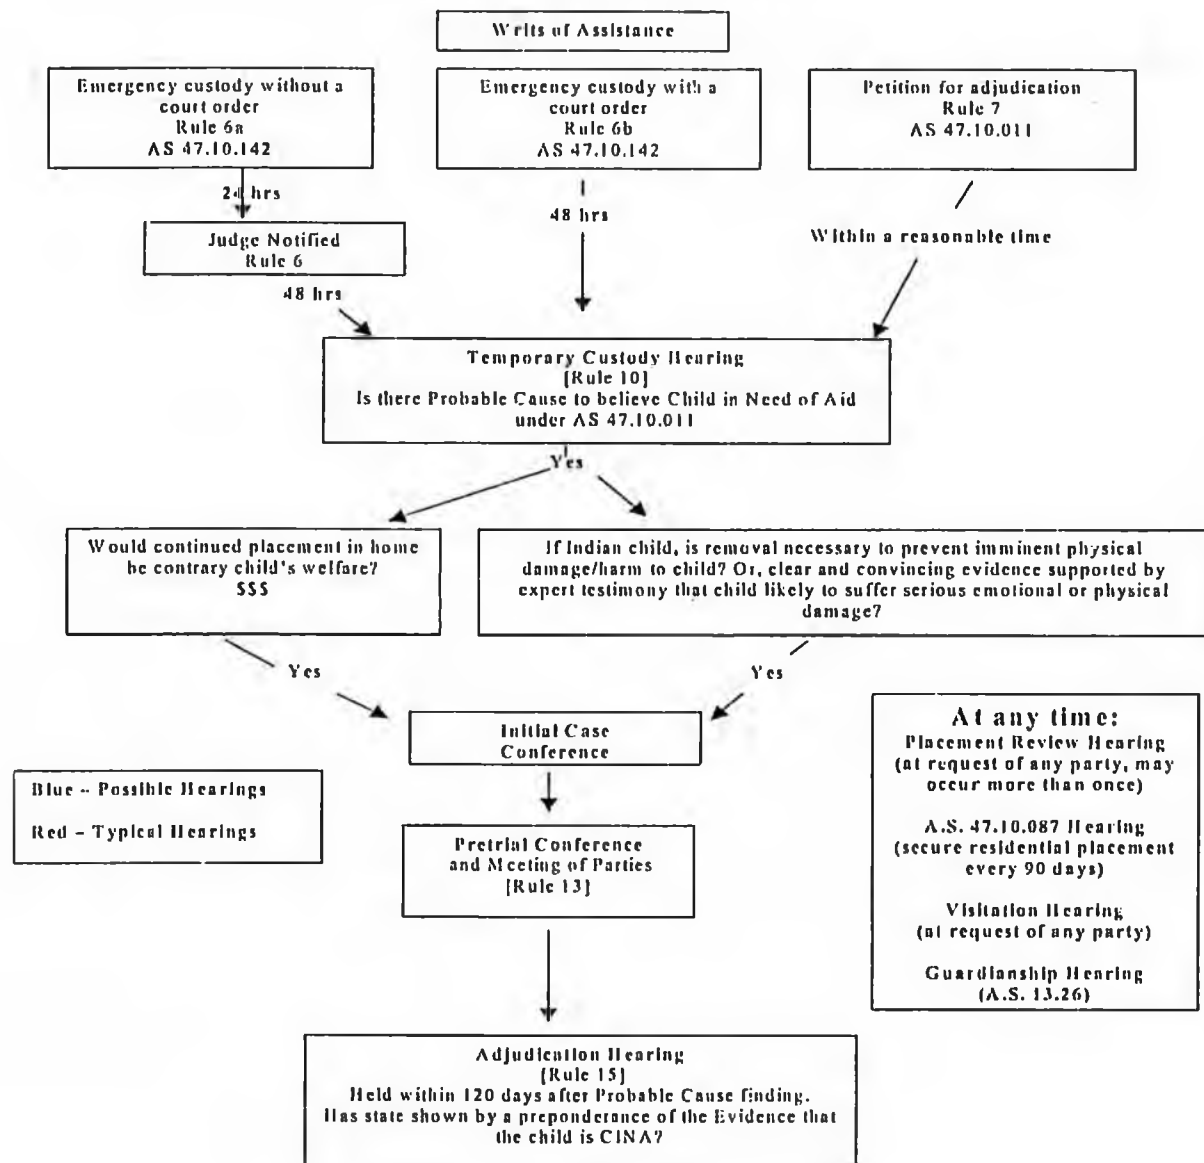 Writs of Assistance
Emergency custody without a
court order
Rule 6a
AS 47.10.142
Emergency custody with a
court order
Rule 6b
AS 47.10.142
Petition for adjudication
Rule 7
AS 47.10.011
24 hrs
48 hrs
Within a reasonable time
Judge Notified
Rule 6
48 hrs
Temporary Custody Hearing
[Rule 10]
Is there Probable Cause to believe Child in Need of Aid
under AS 47.10.011
Yes
Would continued placement in home
be contrary child's welfare?
$$$
If Indian child, is removal necessary to prevent imminent physical
damage/harm to child? Or, clear and convincing evidence supported by
expert testimony that child likely to suffer serious emotional or physical
damage?
Yes
Yes
Initial Case
Conference
At any time:
Placement Review Hearing
(at request of any party, may
occur more than once)
A.S. 47.10.087 Hearing
(secure residential placement
every 90 days)
Visitation Hearing
(at request of any party)
Guardianship Hearing
(A.S. 13.26)
Blue – Possible Hearings
Red – Typical Hearings
Pretrial Conference
and Meeting of Parties
[Rule 13]
Adjudication Hearing
[Rule 15]
Held within 120 days after Probable Cause finding.
Has state shown by a preponderance of the Evidence that
the child is CINA?